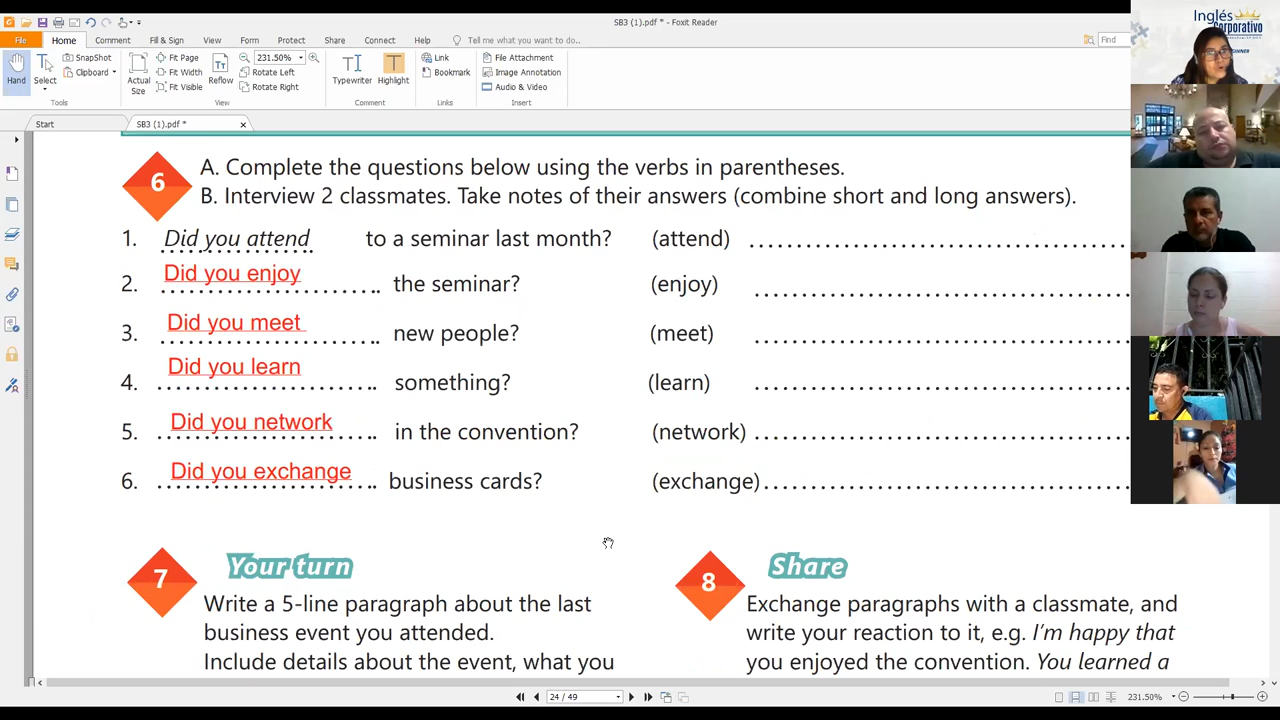 SB3 (1).pdf * - Foxit Reader
File Home Comment Fill & Sign View Form Protect Share Connect Help Tell me what you want to do... Find
Hand
Select
SnapShot
Clipboard
Actual Size
Fit Page
Fit Width
Fit Visible
Reflow
231.50%
Rotate Left
Rotate Right
Typewriter
Highlight
Link
Bookmark
File Attachment
Image Annotation
Audio & Video
Tools View Comment Links Insert
Start SB3 (1).pdf *
Inglés
Corporativo
6
A. Complete the questions below using the verbs in parentheses.
B. Interview 2 classmates. Take notes of their answers (combine short and long answers).
1. Did you attend to a seminar last month? (attend)
2. Did you enjoy the seminar? (enjoy)
3. Did you meet new people? (meet)
4. Did you learn something? (learn)
5. Did you network in the convention? (network)
6. Did you exchange business cards? (exchange)
7 Your turn
Write a 5-line paragraph about the last
business event you attended.
Include details about the event, what you
8 Share
Exchange paragraphs with a classmate, and
write your reaction to it, e.g. I'm happy that
you enjoyed the convention. You learned a
24 / 49
231.50%